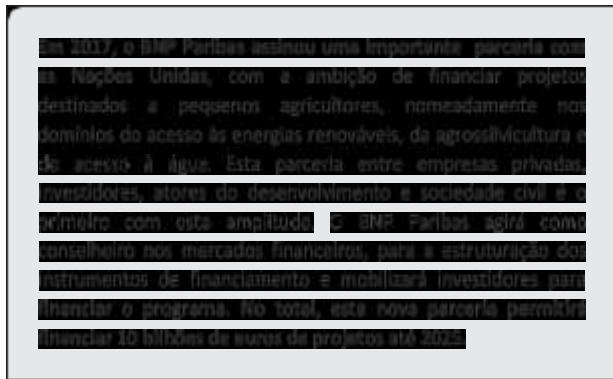 Em 2017, o BNP Paribas assinou uma importante parceria com
as Nações Unidas, com a ambição de financiar projetos
destinados a pequenos agricultores, nomeadamente nos
domínios do acesso às energias renováveis, da agrossilvicultura e
do acesso à água. Esta parceria entre empresas privadas,
investidores, atores do desenvolvimento e sociedade civil é o
primeiro com esta amplitude. O BNP Paribas agirá como
conselheiro nos mercados financeiros, para a estruturação dos
instrumentos de financiamento e mobilizará investidores para
financiar o programa. No total, esta nova parceria permitirá
financiar 10 bilhões de euros de projetos até 2025.